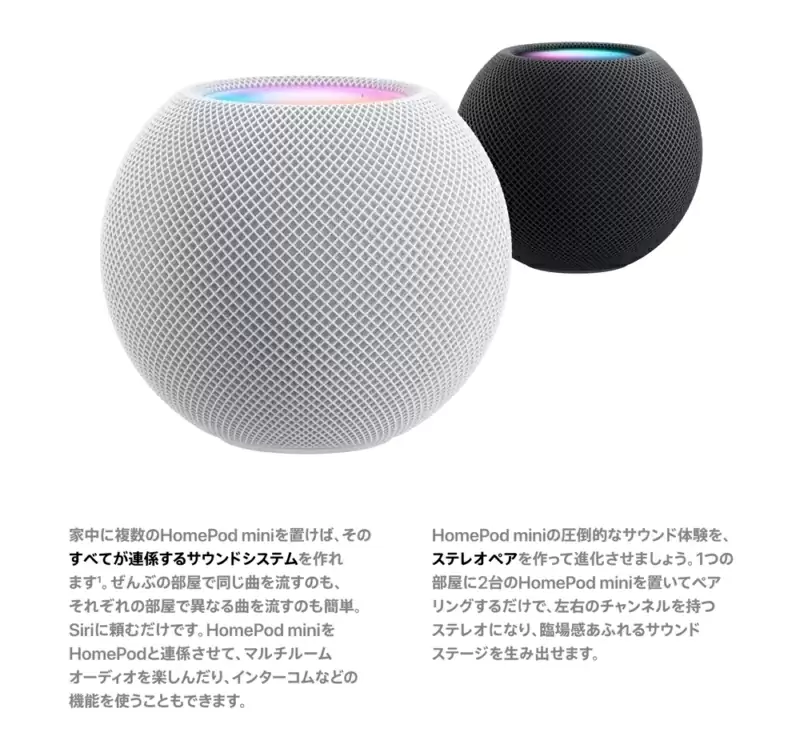 家中に複数のHomePod miniを置けば、その
すべてが連係するサウンドシステムを作れ
ます¹。ぜんぶの部屋で同じ曲を流すのも、
それぞれの部屋で異なる曲を流すのも簡単。
Siriに頼むだけです。HomePod miniを
HomePodと連係させて、マルチルーム
オーディオを楽しんだり、インターコムなどの
機能を使うこともできます。
HomePod miniの圧倒的なサウンド体験を、
ステレオペアを作って進化させましょう。1つの
部屋に2台のHomePod miniを置いてペア
リングするだけで、左右のチャンネルを持つ
ステレオになり、臨場感あふれるサウンド
ステージを生み出せます。